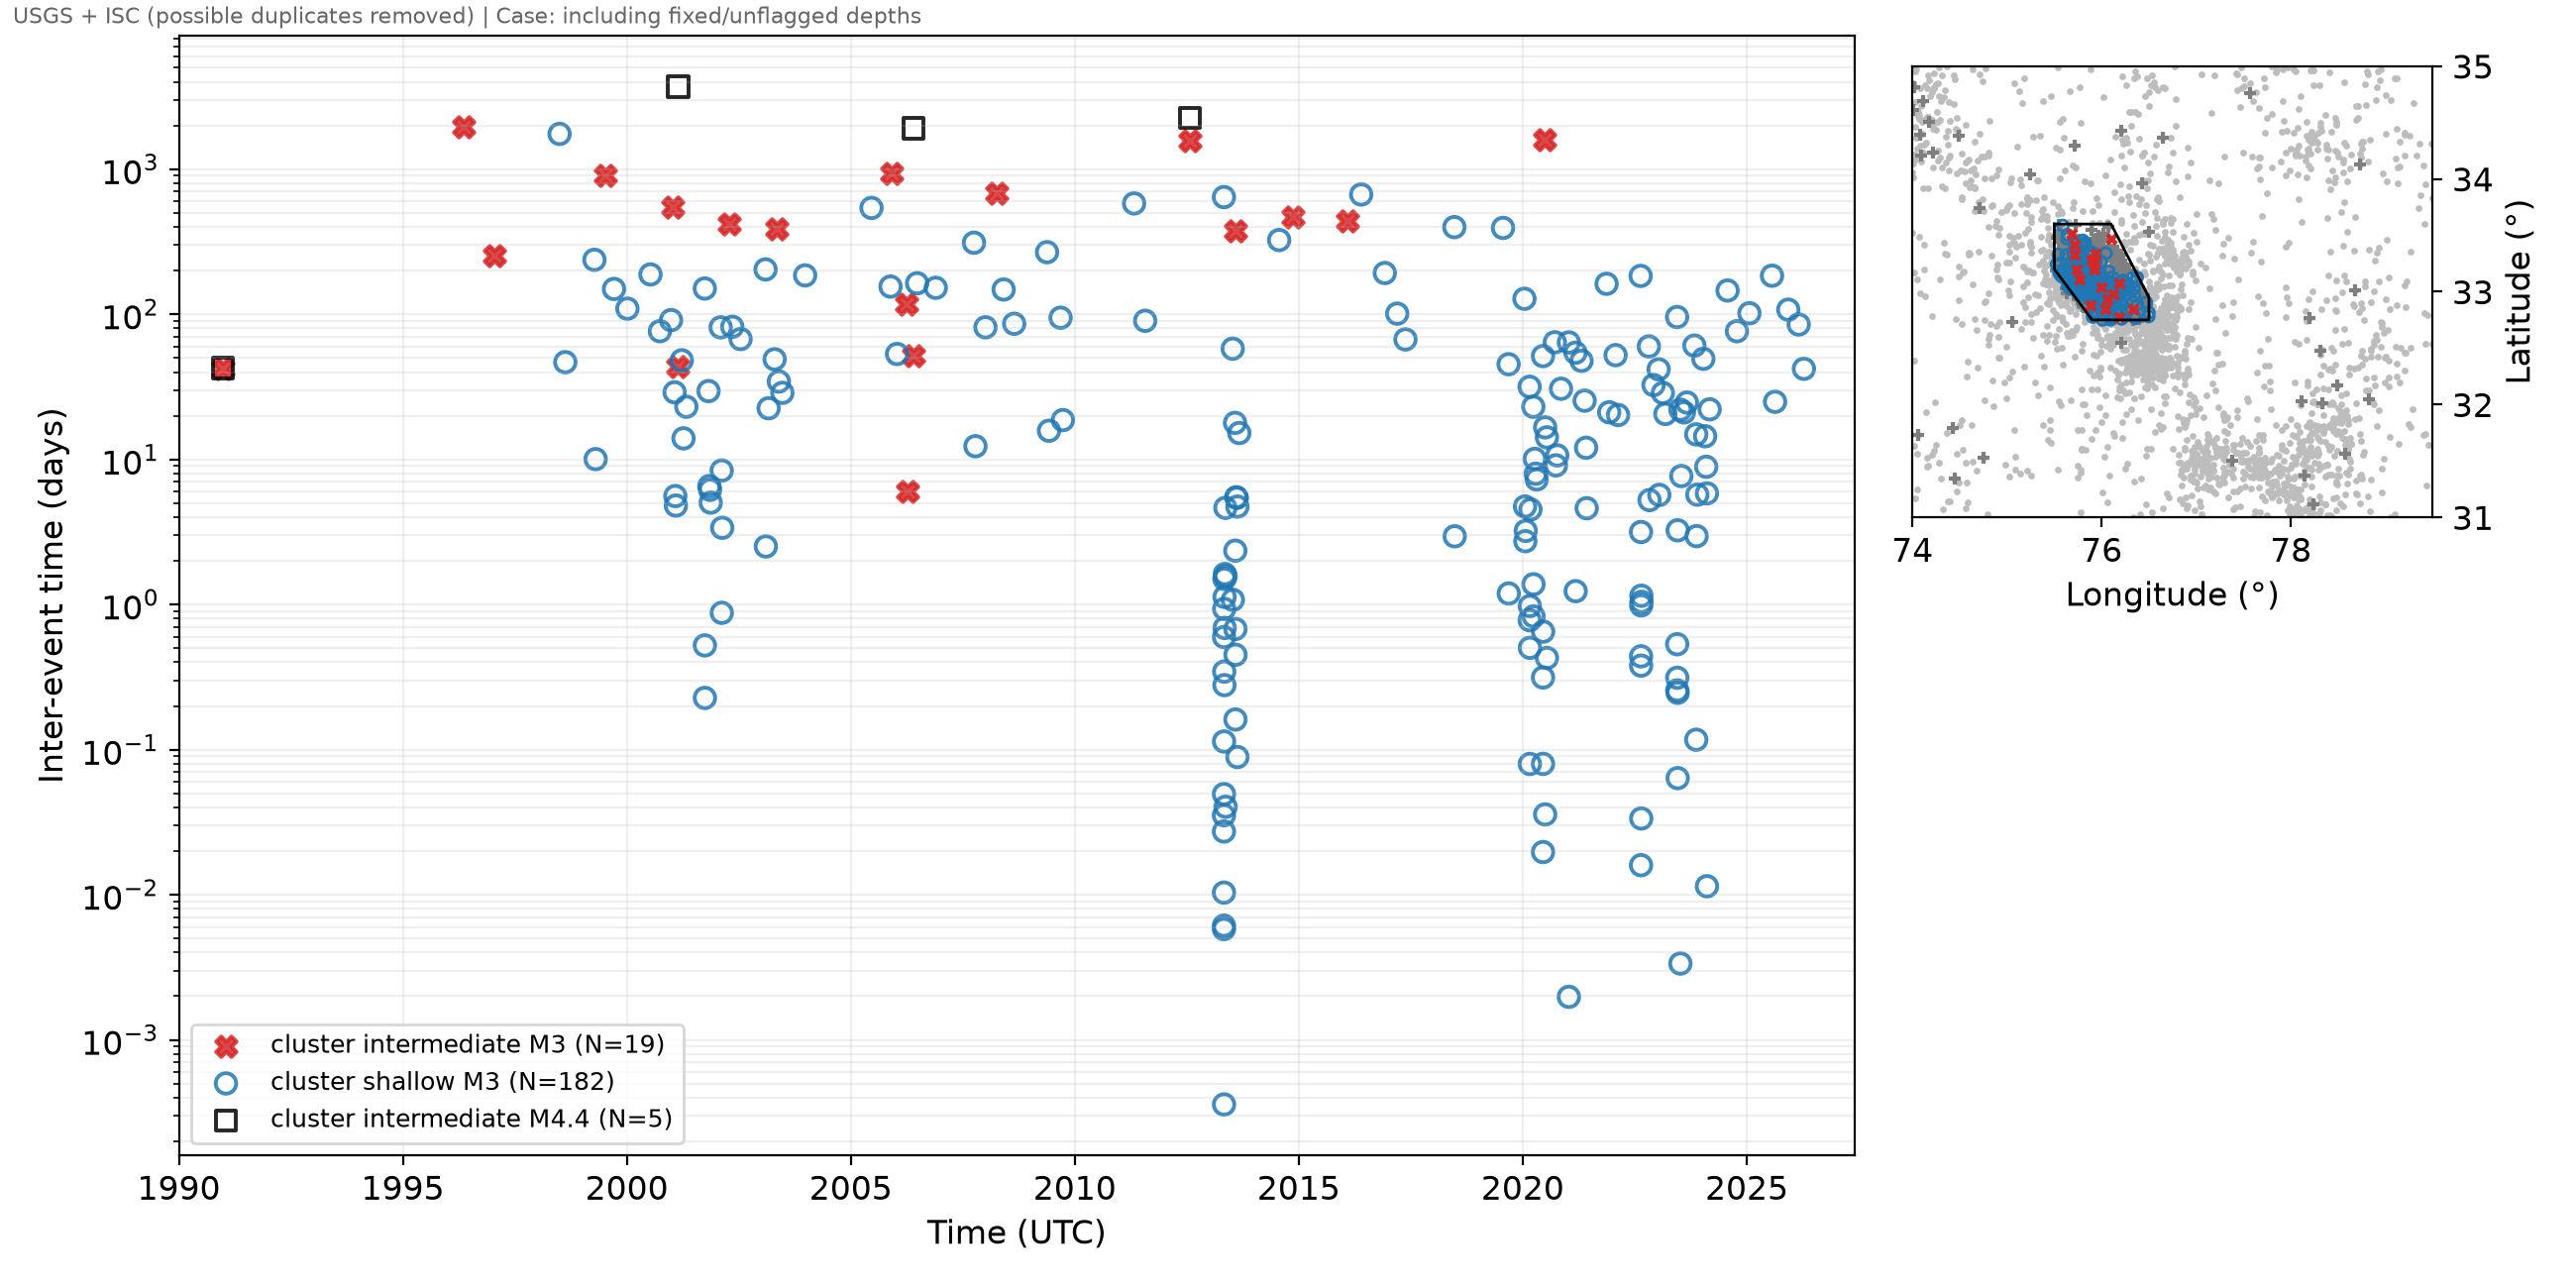 USGS + ISC (possible duplicates removed) | Case: including fixed/unflagged depths
Inter-event time (days)
10³
10²
10¹
10⁰
10⁻¹
10⁻²
10⁻³
cluster intermediate M3 (N=19)
cluster shallow M3 (N=182)
cluster intermediate M4.4 (N=5)
1990 1995 2000 2005 2010 2015 2020 2025
Time (UTC)
35
34
33
32
31
Latitude (°)
74 76 78
Longitude (°)